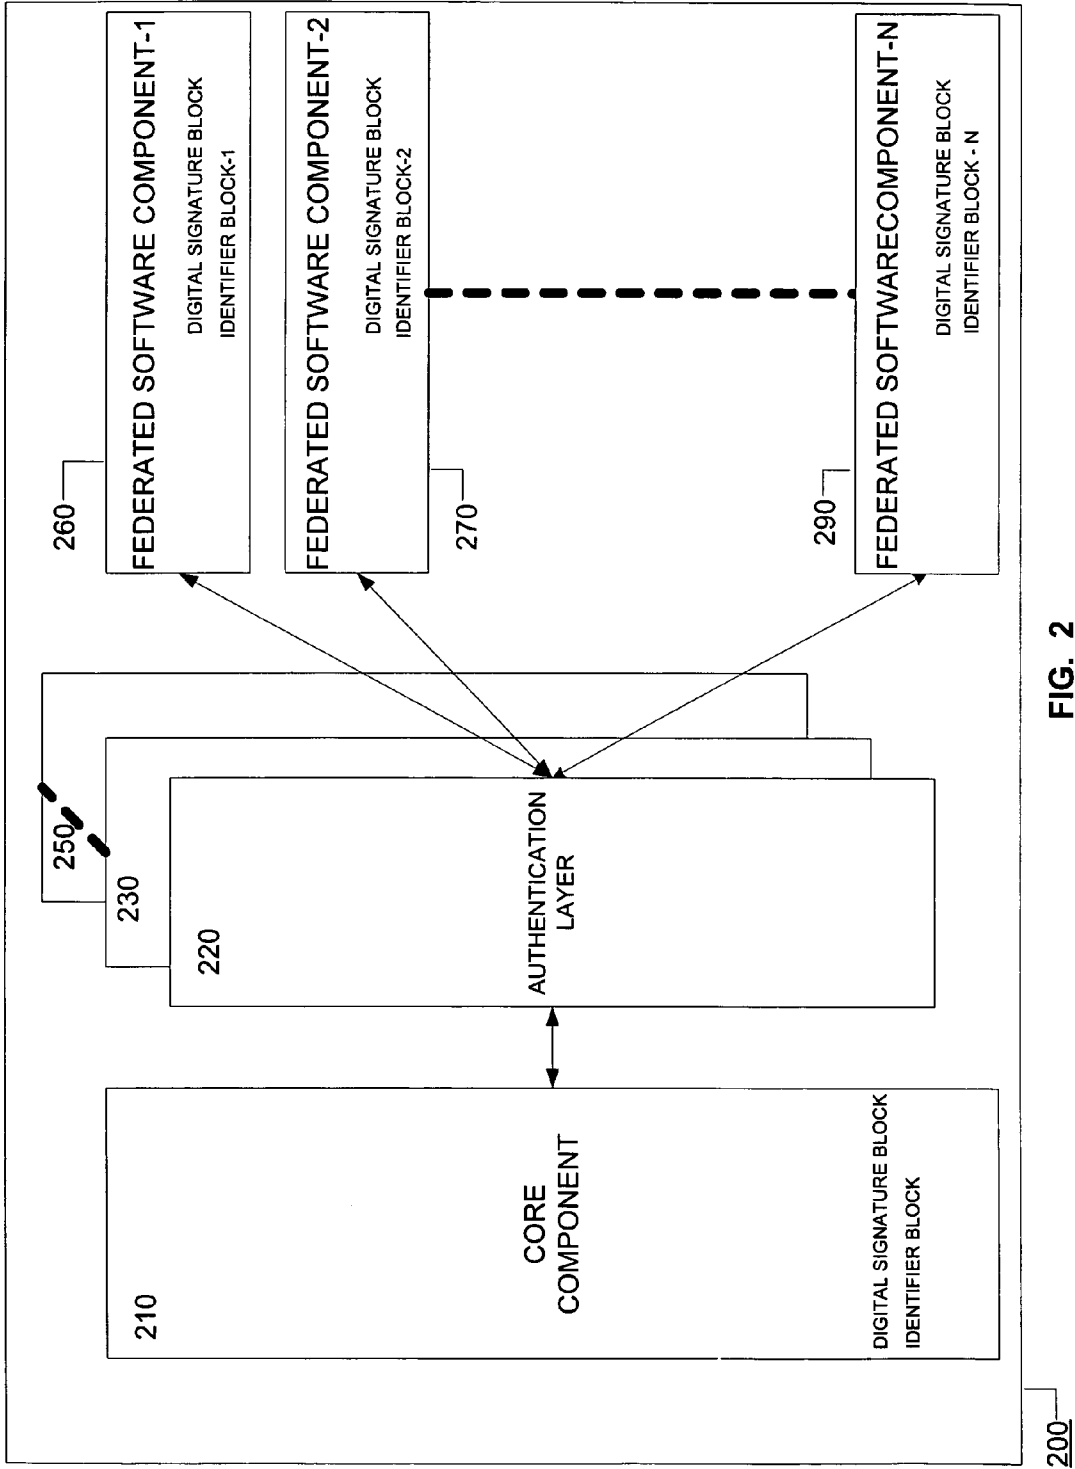 210
CORE
COMPONENT
DIGITAL SIGNATURE BLOCK
IDENTIFIER BLOCK
250
230
220
AUTHENTICATION
LAYER
260
FEDERATED SOFTWARE COMPONENT-1
DIGITAL SIGNATURE BLOCK
IDENTIFIER BLOCK-1
FEDERATED SOFTWARE COMPONENT-2
DIGITAL SIGNATURE BLOCK
IDENTIFIER BLOCK-2
270
290
FEDERATED SOFTWARECOMPONENT-N
DIGITAL SIGNATURE BLOCK
IDENTIFIER BLOCK - N
200
FIG. 2